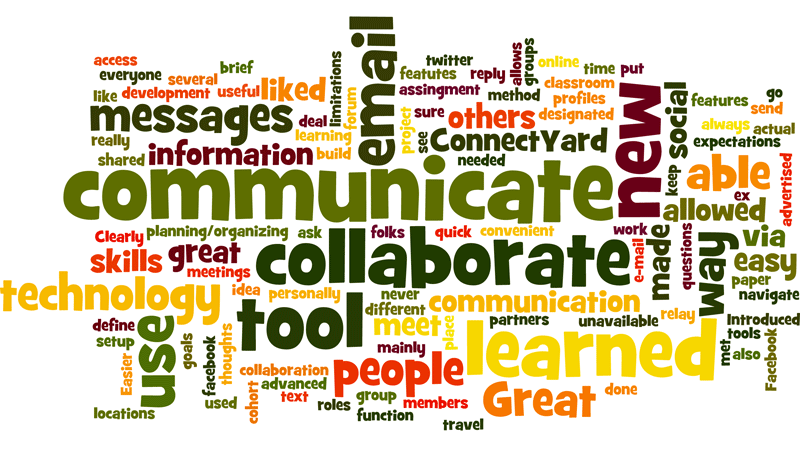 access
everyone
several
brief
like
development
useful
liked
limitations
email
twitter
featutes
reply
allows
groups
online
time
put
assingment
method
classroom
profiles
designated
messages
deal
forum
learning
really
shared
information
build
project
sure
see
others
ConnectYard
needed
new
social
keep
features
go
send
always
actual
expectations
able
ex
advertised
communicate
allowed
Clearly
planning/organizing
ask
folks
quick
convenient
work
e-mail
made
questions
way
via
easy
paper
navigate
skills
great
meetings
collaborate
technology
idea
personally
never
different
communication
define
setup
use
goals
facebook
thoughts
tool
meet
place
partners
unavailable
relay
Introduced
met
tools
also
Facebook
mainly
learned
Easier
collaboration
advanced
text
people
cohort
used
locations
roles
group
function
members
travel
Great
done